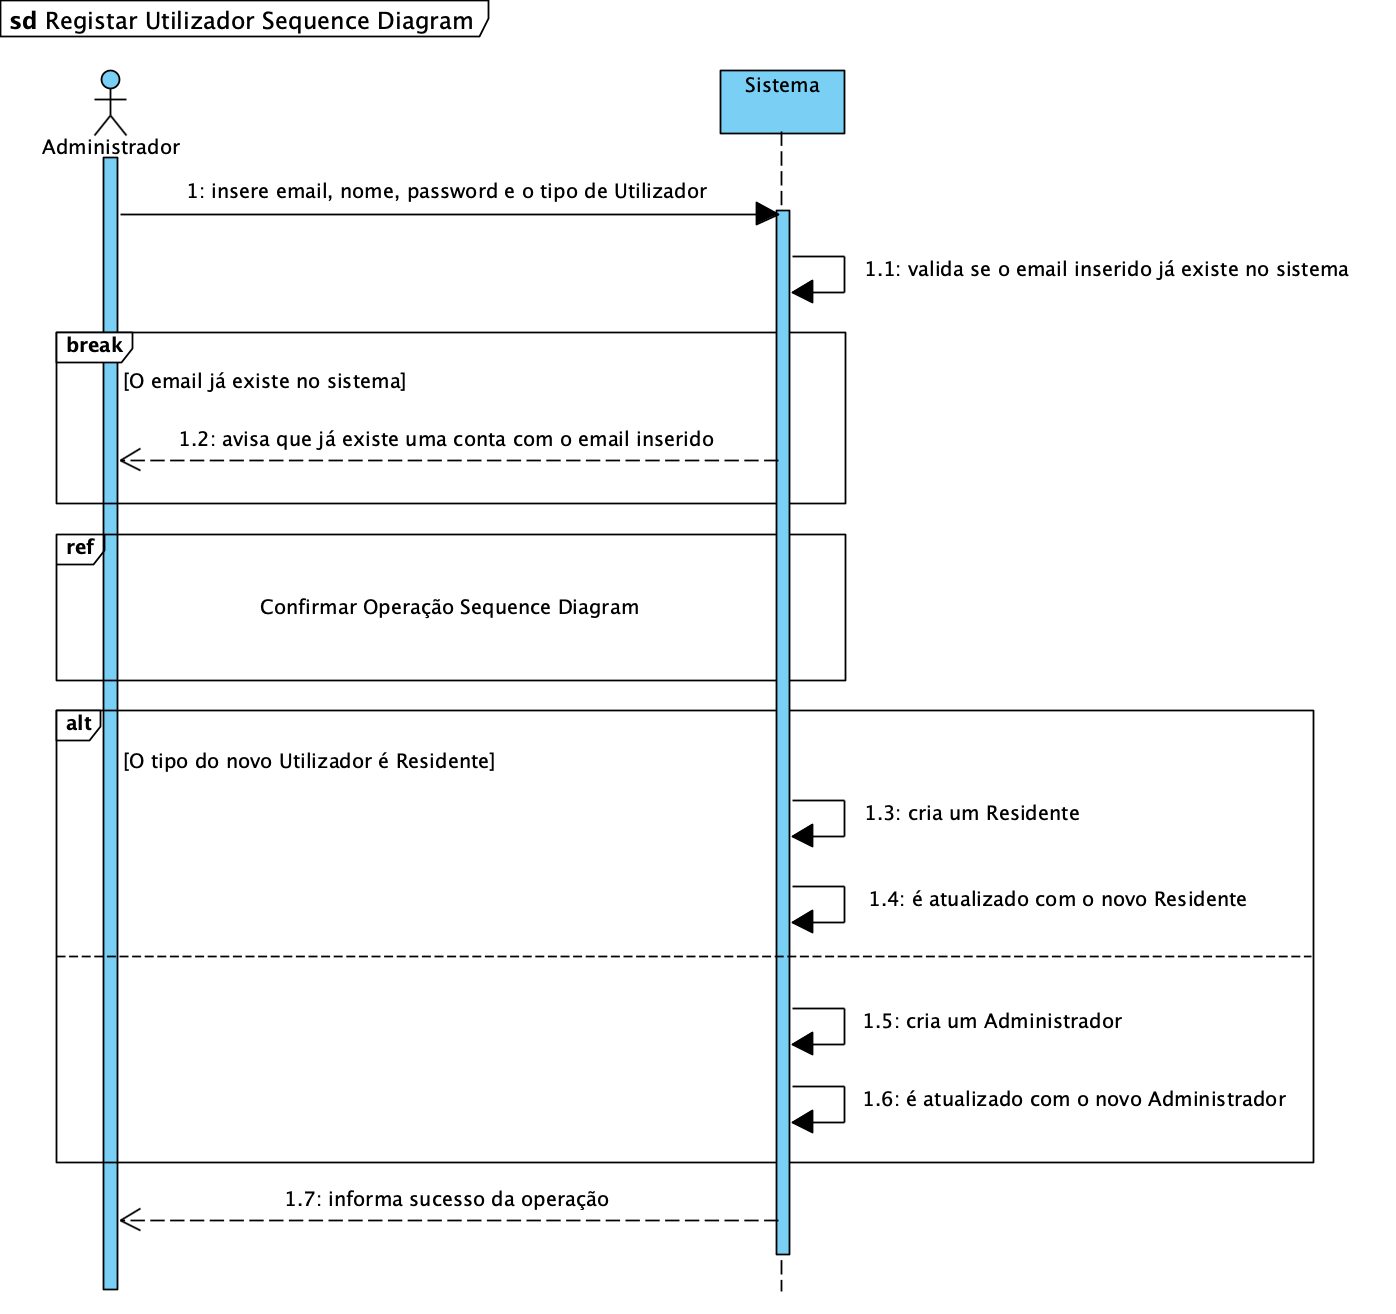 sd Registar Utilizador Sequence Diagram
Administrador
Sistema
1: insere email, nome, password e o tipo de Utilizador
1.1: valida se o email inserido já existe no sistema
break
[O email já existe no sistema]
1.2: avisa que já existe uma conta com o email inserido
ref
Confirmar Operação Sequence Diagram
alt
[O tipo do novo Utilizador é Residente]
1.3: cria um Residente
1.4: é atualizado com o novo Residente
1.5: cria um Administrador
1.6: é atualizado com o novo Administrador
1.7: informa sucesso da operação